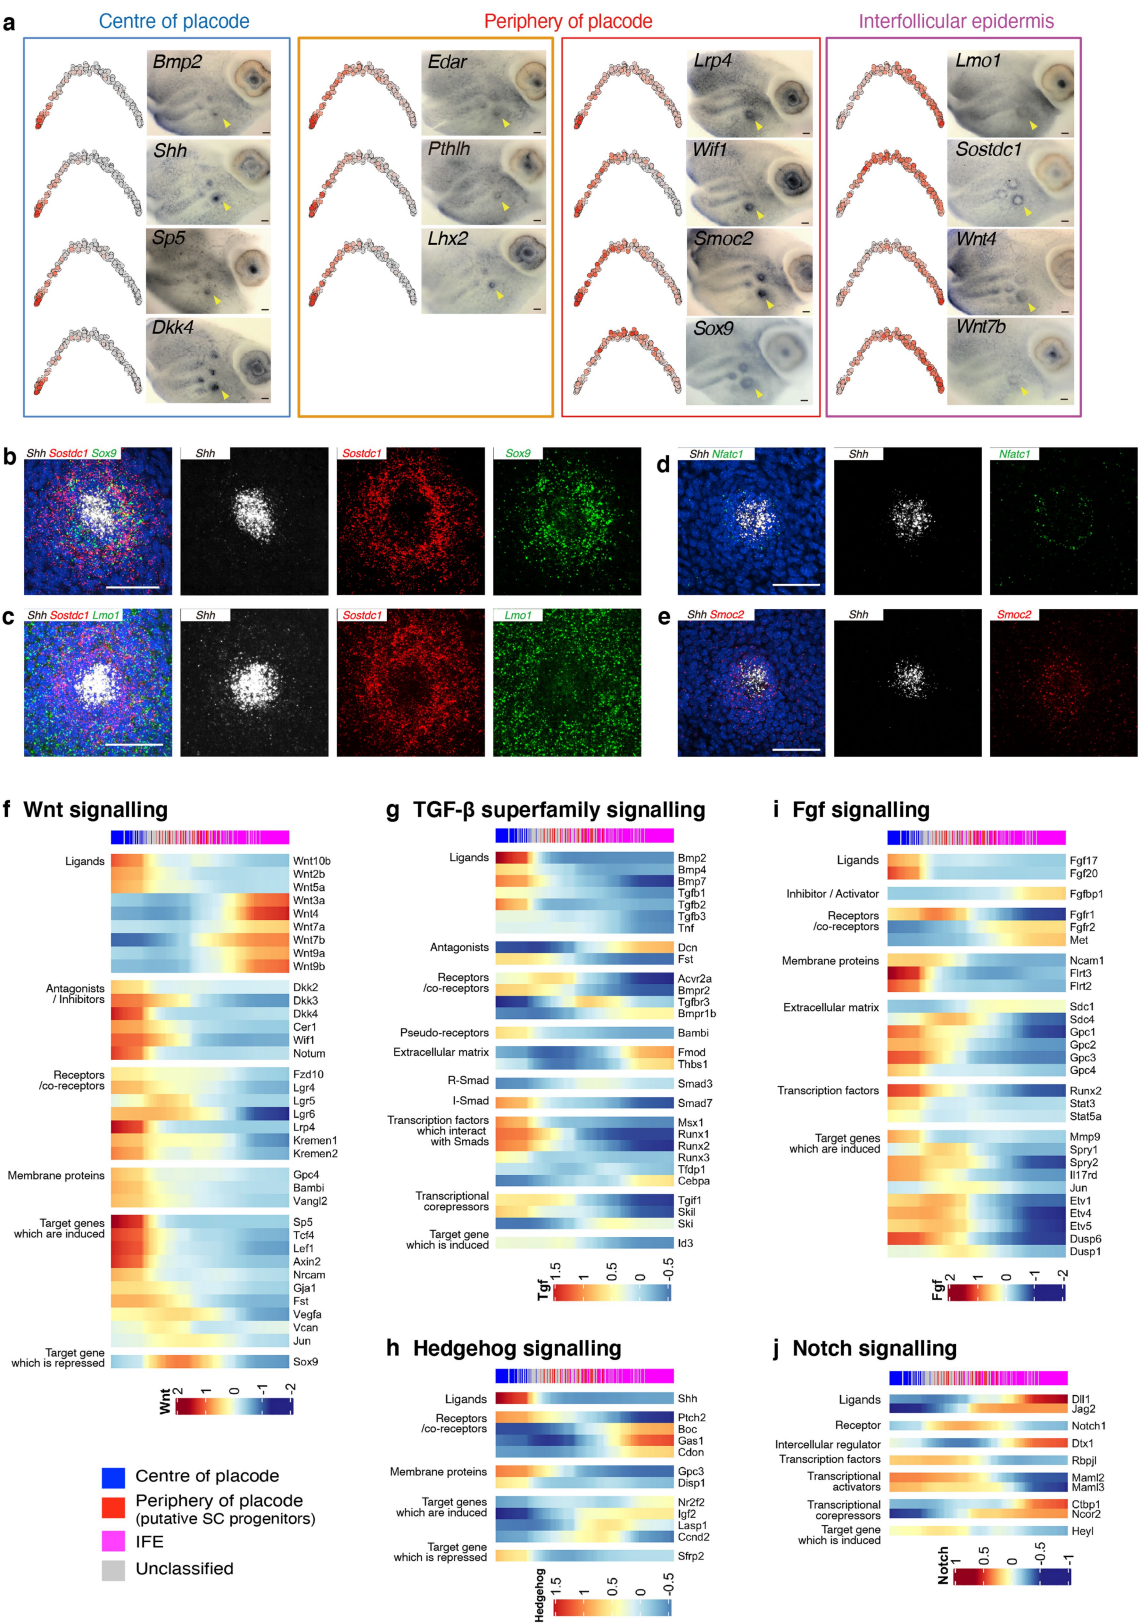 a
Centre of placode
Periphery of placode
Interfollicular epidermis
Bmp2
Edar
Lrp4
Lmo1
Shh
Pthlh
Wif1
Sostdc1
Sp5
Lhx2
Smoc2
Wnt4
Dkk4
Sox9
Wnt7b
b
Shh Sostdc1 Sox9
Shh
Sostdc1
Sox9
d
Shh Nfatc1
Shh
Nfatc1
c
Shh Sostdc1 Lmo1
Shh
Sostdc1
Lmo1
e
Shh Smoc2
Shh
Smoc2
f Wnt signalling
Ligands
Wnt10b
Wnt2b
Wnt5a
Wnt3a
Wnt4
Wnt7a
Wnt7b
Wnt9a
Wnt9b
Antagonists
/ Inhibitors
Dkk2
Dkk3
Dkk4
Cer1
Wif1
Notum
Receptors
/co-receptors
Fzd10
Lgr4
Lgr5
Lgr6
Lrp4
Kremen1
Kremen2
Membrane proteins
Gpc4
Bambi
Vangl2
Target genes
which are induced
Sp5
Tcf4
Lef1
Axin2
Nrcam
Gja1
Fst
Vegfa
Vcan
Jun
Target gene
which is repressed
Sox9
Wnt
2
1
0
-1
-2
Centre of placode
Periphery of placode
(putative SC progenitors)
IFE
Unclassified
g TGF-β superfamily signalling
Ligands
Bmp2
Bmp4
Bmp7
Tgfb1
Tgfb2
Tgfb3
Tnf
Antagonists
Dcn
Fst
Receptors
/co-receptors
Acvr2a
Bmpr2
Tgfbr3
Bmpr1b
Pseudo-receptors
Bambi
Extracellular matrix
Fmod
Thbs1
R-Smad
Smad3
I-Smad
Smad7
Transcription factors
which interact
with Smads
Msx1
Runx1
Runx2
Runx3
Tfdp1
Cebpa
Transcriptional
corepressors
Tgif1
Skil
Ski
Target gene
which is induced
Id3
Tgf
1.5
1
0.5
0
-0.5
h Hedgehog signalling
Ligands
Shh
Receptors
/co-receptors
Ptch2
Boc
Gas1
Cdon
Membrane proteins
Gpc3
Disp1
Target genes
which are induced
Nr2f2
Igf2
Lasp1
Ccnd2
Target gene
which is repressed
Sfrp2
Hedgehog
1.5
1
0.5
0
-0.5
i Fgf signalling
Ligands
Fgf17
Fgf20
Inhibitor / Activator
Fgfbp1
Receptors
/co-receptors
Fgfr1
Fgfr2
Met
Membrane proteins
Ncam1
Flrt3
Flrt2
Extracellular matrix
Sdc1
Sdc4
Gpc1
Gpc2
Gpc3
Gpc4
Transcription factors
Runx2
Stat3
Stat5a
Target genes
which are induced
Mmp9
Spry1
Spry2
Il17rd
Jun
Etv1
Etv4
Etv5
Dusp6
Dusp1
Fgf
2
1
0
-1
-2
j Notch signalling
Ligands
Dll1
Jag2
Receptor
Notch1
Intercellular regulator
Dtx1
Transcription factors
Rbpjl
Transcriptional
activators
Maml2
Maml3
Transcriptional
corepressors
Ctbp1
Ncor2
Target gene
which is induced
Heyl
Notch
1
0.5
0
-0.5
-1